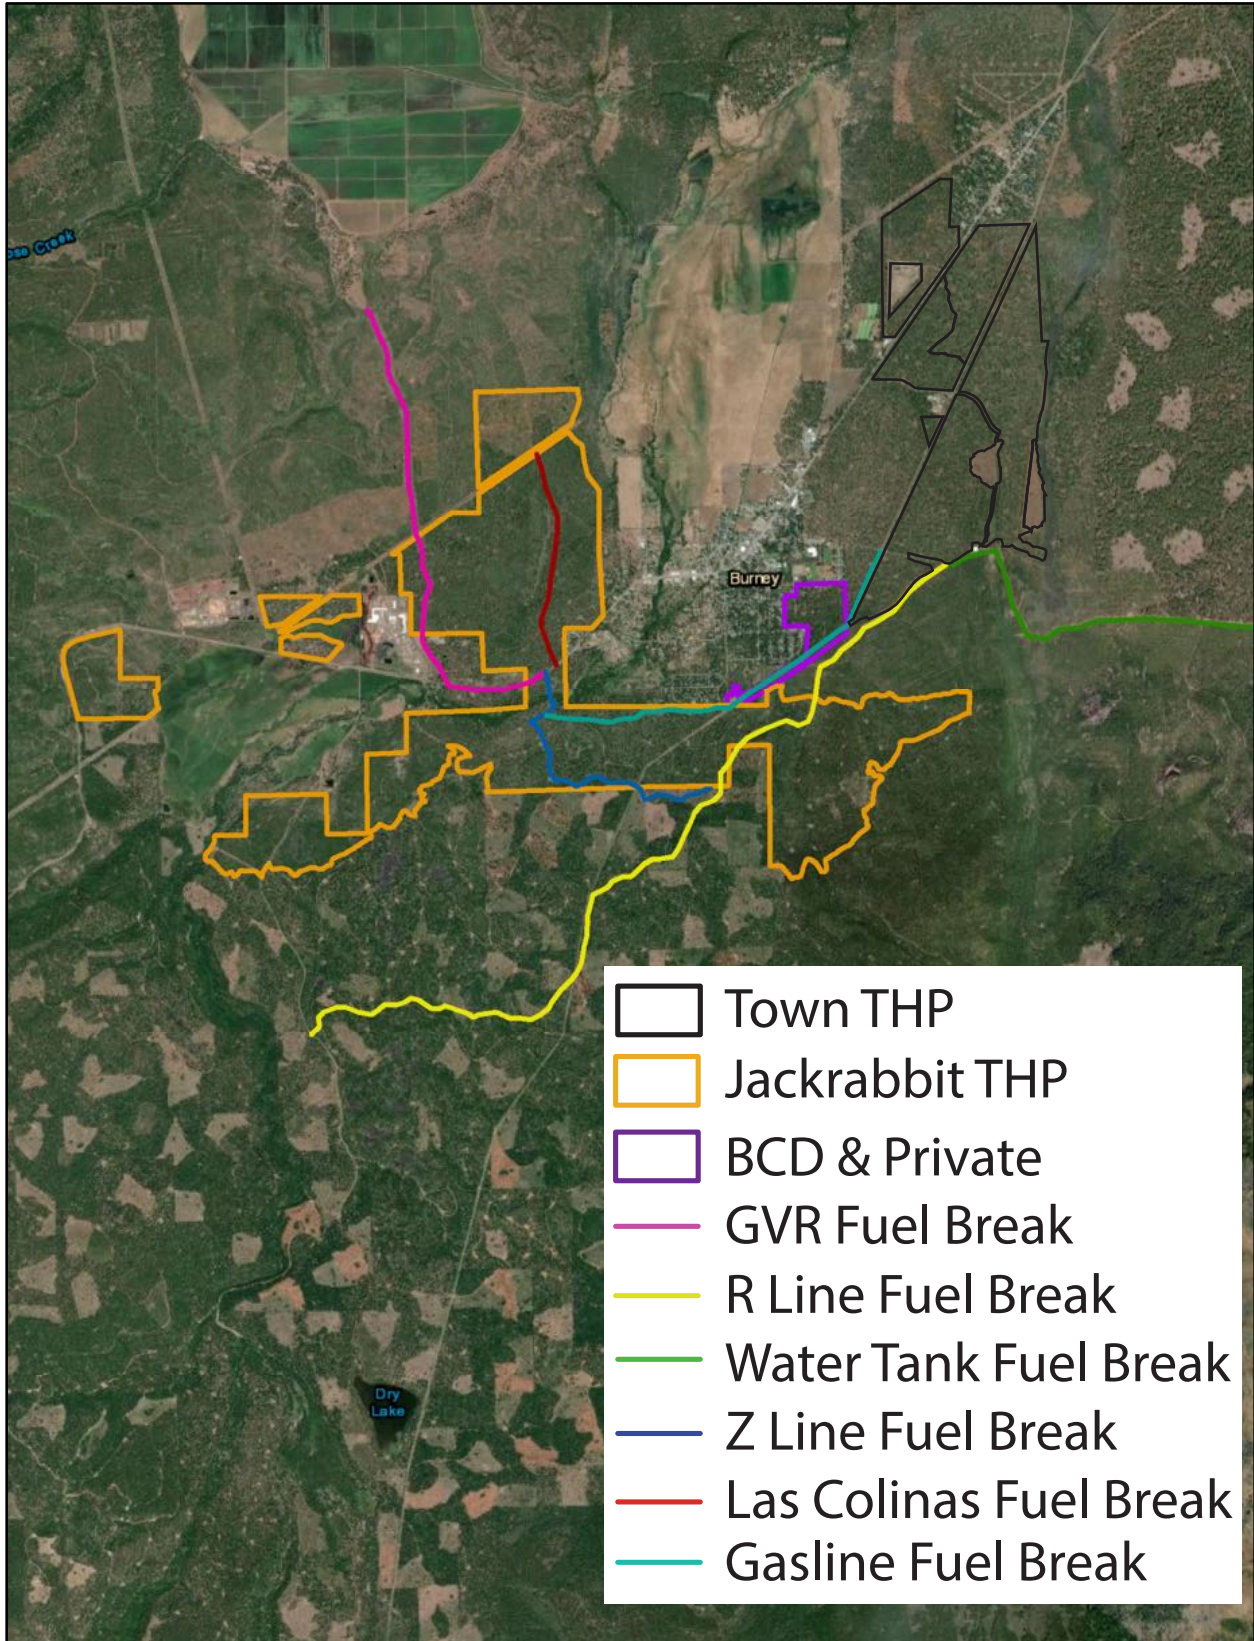 ose Creek
Burney
Town THP
Jackrabbit THP
BCD & Private
GVR Fuel Break
R Line Fuel Break
Water Tank Fuel Break
Dry
Lake
Z Line Fuel Break
Las Colinas Fuel Break
Gasline Fuel Break